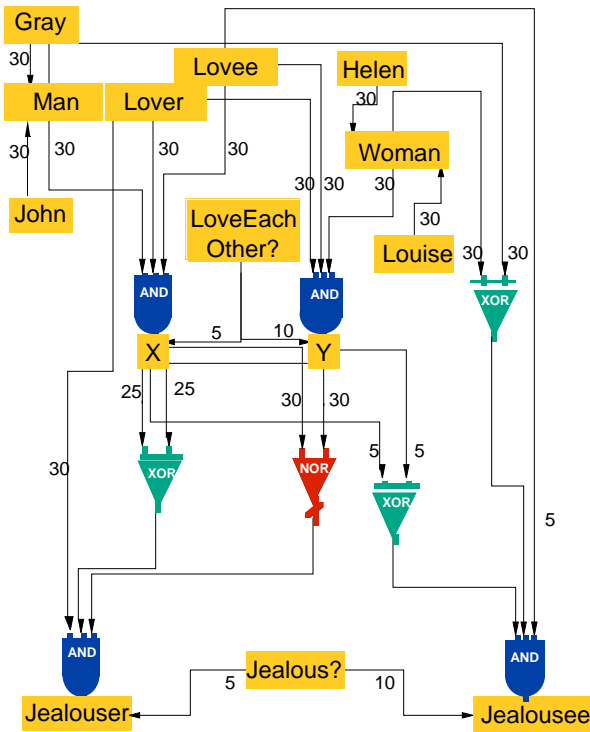 Gray
Lovee
Helen
30
30
Man
Lover
Woman
30
30
30
30
30
30
30
30
John
LoveEach
Other?
30
Louise
30
30
AND
AND
XOR
5
10
X
Y
25
25
30
30
5
5
XOR
NOR
XOR
30
5
AND
AND
Jealous?
5
10
Jealouser
Jealousee